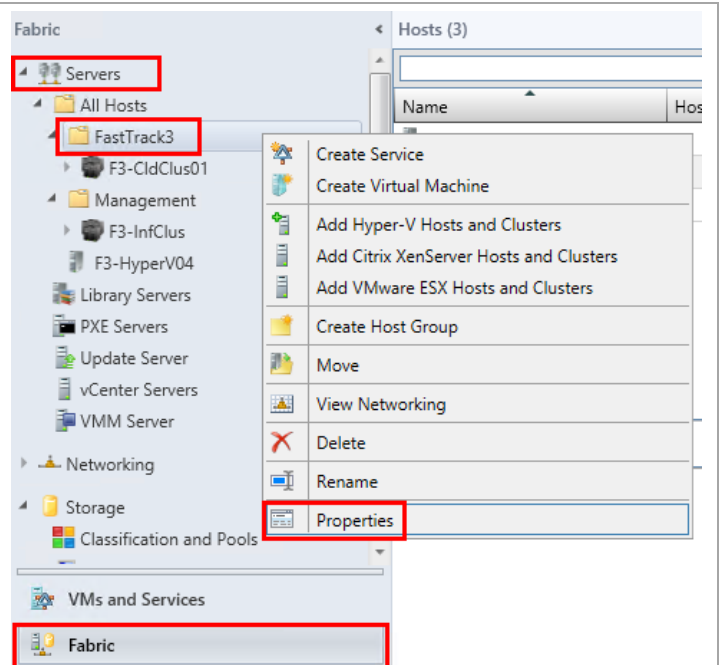 Fabric
Hosts (3)
Servers
All Hosts
FastTrack3
F3-CldClus01
Management
F3-InfClus
F3-HyperV04
Library Servers
PXE Servers
Update Server
vCenter Servers
VMM Server
Networking
Storage
Classification and Pools
VMs and Services
Fabric
Name
Hos
Create Service
Create Virtual Machine
Add Hyper-V Hosts and Clusters
Add Citrix XenServer Hosts and Clusters
Add VMware ESX Hosts and Clusters
Create Host Group
Move
View Networking
Delete
Rename
Properties